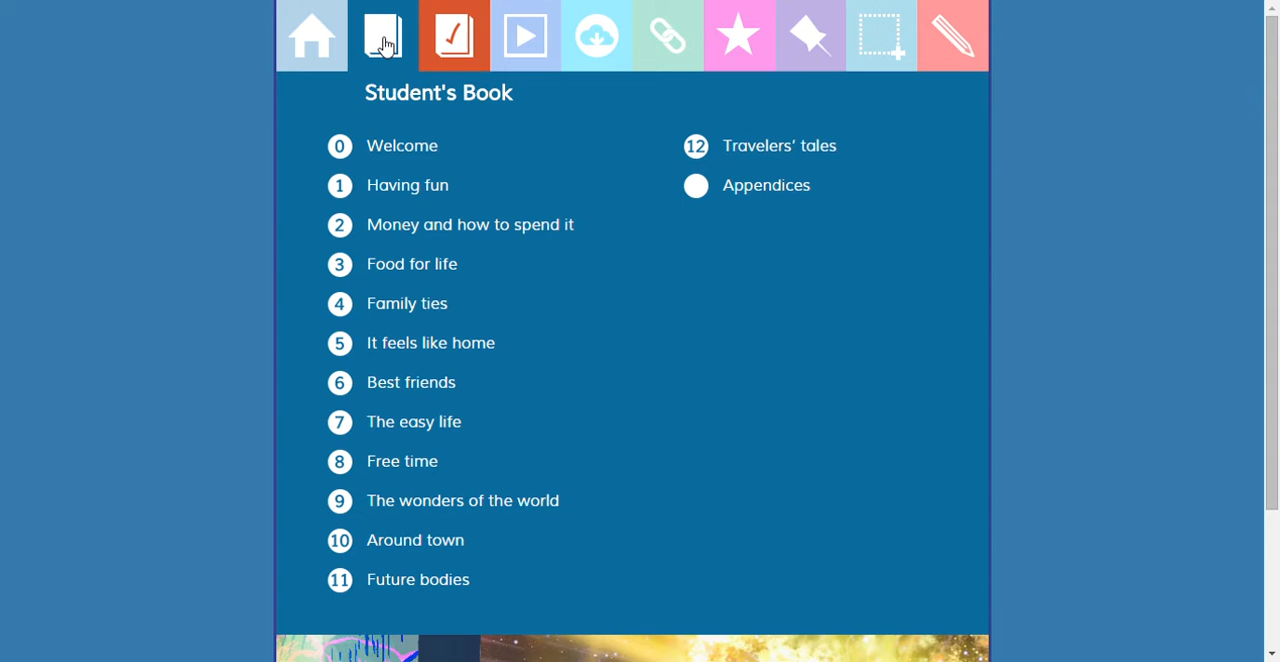 Student's Book
0 Welcome
1 Having fun
2 Money and how to spend it
3 Food for life
4 Family ties
5 It feels like home
6 Best friends
7 The easy life
8 Free time
9 The wonders of the world
10 Around town
11 Future bodies
12 Travelers' tales
Appendices